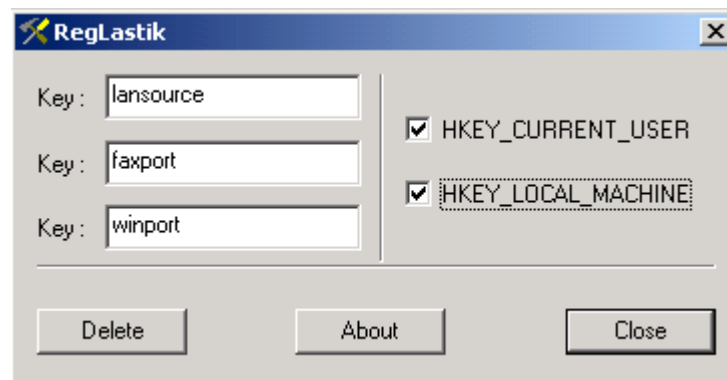 RegLastik
Key : lansource
HKEY_CURRENT_USER
Key : faxport
HKEY_LOCAL_MACHINE
Key : winport
Delete About Close